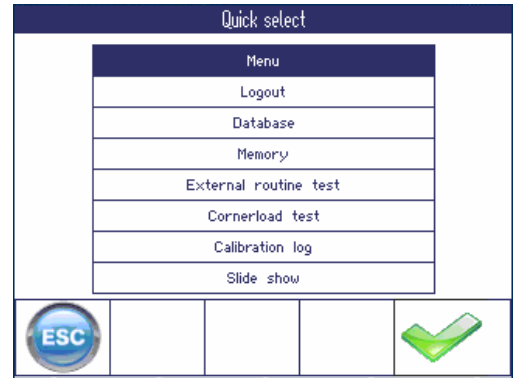 Quick select
Menu
Logout
Database
Memory
External routine test
Cornerload test
Calibration log
Slide show
ESC